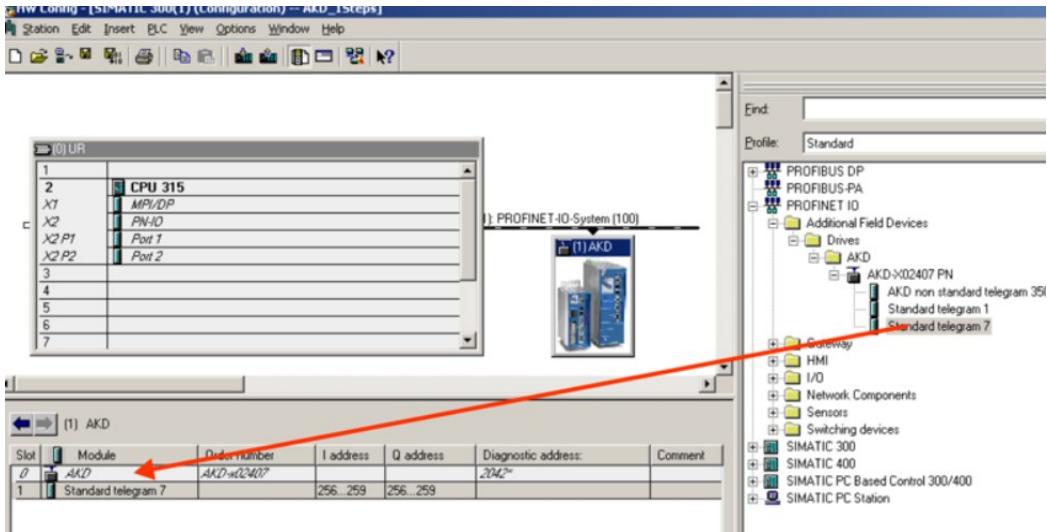 HW Config - [SIMATIC 300(1) (Configuration) -- AKD_1Steps]
Station Edit Insert PLC View Options Window Help
(0) UR
1
2 CPU 315
X1 MPI/DP
X2 PN-IO
X2 P1 Port 1
X2 P2 Port 2
3
4
5
6
7
): PROFINET-IO-System (100)
(1) AKD
Find:
Profile: Standard
PROFIBUS DP
PROFIBUS-PA
PROFINET IO
Additional Field Devices
Drives
AKD
AKD-X02407 PN
AKD non standard telegram 350
Standard telegram 1
Standard telegram 7
Gateway
HMI
I/O
Network Components
Sensors
Switching devices
SIMATIC 300
SIMATIC 400
SIMATIC PC Based Control 300/400
SIMATIC PC Station
(1) AKD
Slot Module Order number I address Q address Diagnostic address: Comment
0 AKD AKD-x02407 2042*
1 Standard telegram 7 256...259 256...259